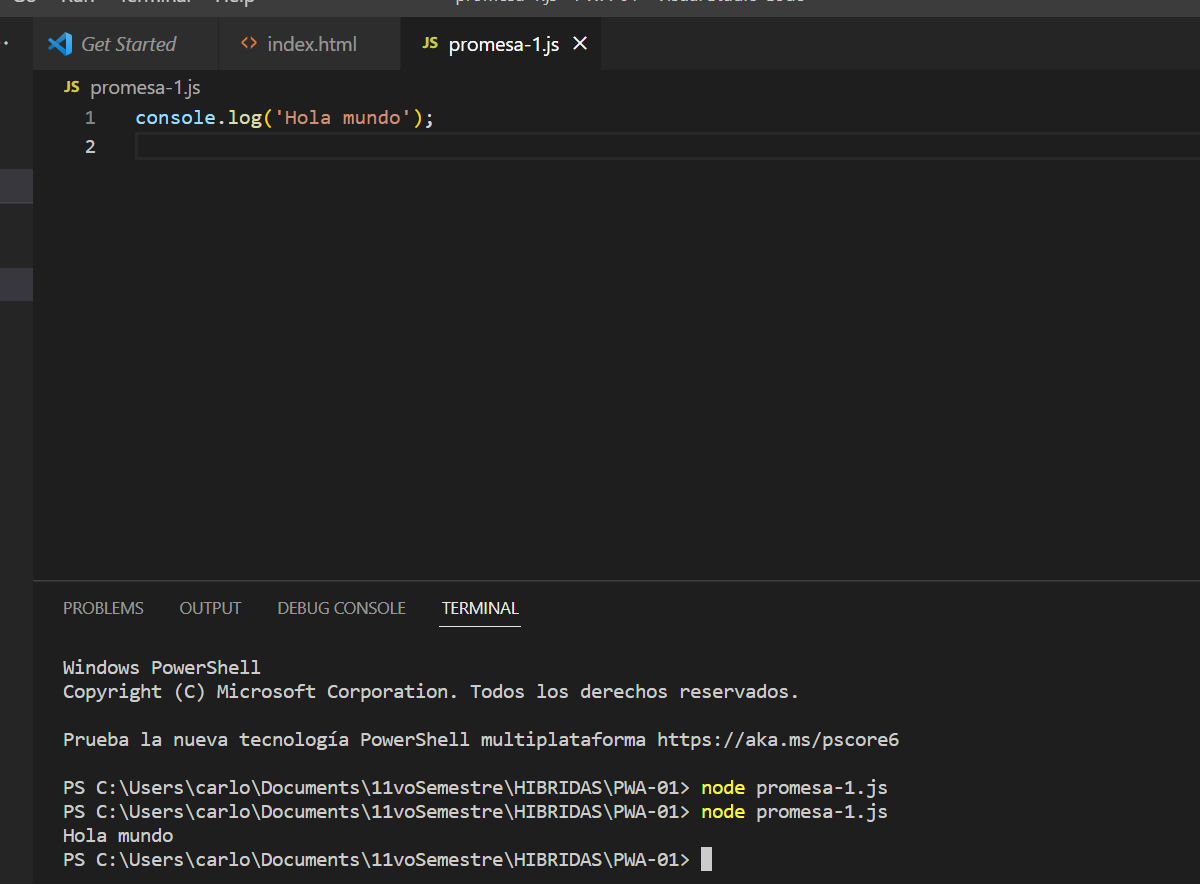 Get Started
index.html
JS promesa-1.js
JS promesa-1.js
1 console.log('Hola mundo');
2
PROBLEMS OUTPUT DEBUG CONSOLE TERMINAL
Windows PowerShell
Copyright (C) Microsoft Corporation. Todos los derechos reservados.
Prueba la nueva tecnología PowerShell multiplataforma https://aka.ms/pscore6
PS C:\Users\carlo\Documents\11voSemestre\HIBRIDAS\PWA-01> node promesa-1.js
PS C:\Users\carlo\Documents\11voSemestre\HIBRIDAS\PWA-01> node promesa-1.js
Hola mundo
PS C:\Users\carlo\Documents\11voSemestre\HIBRIDAS\PWA-01>